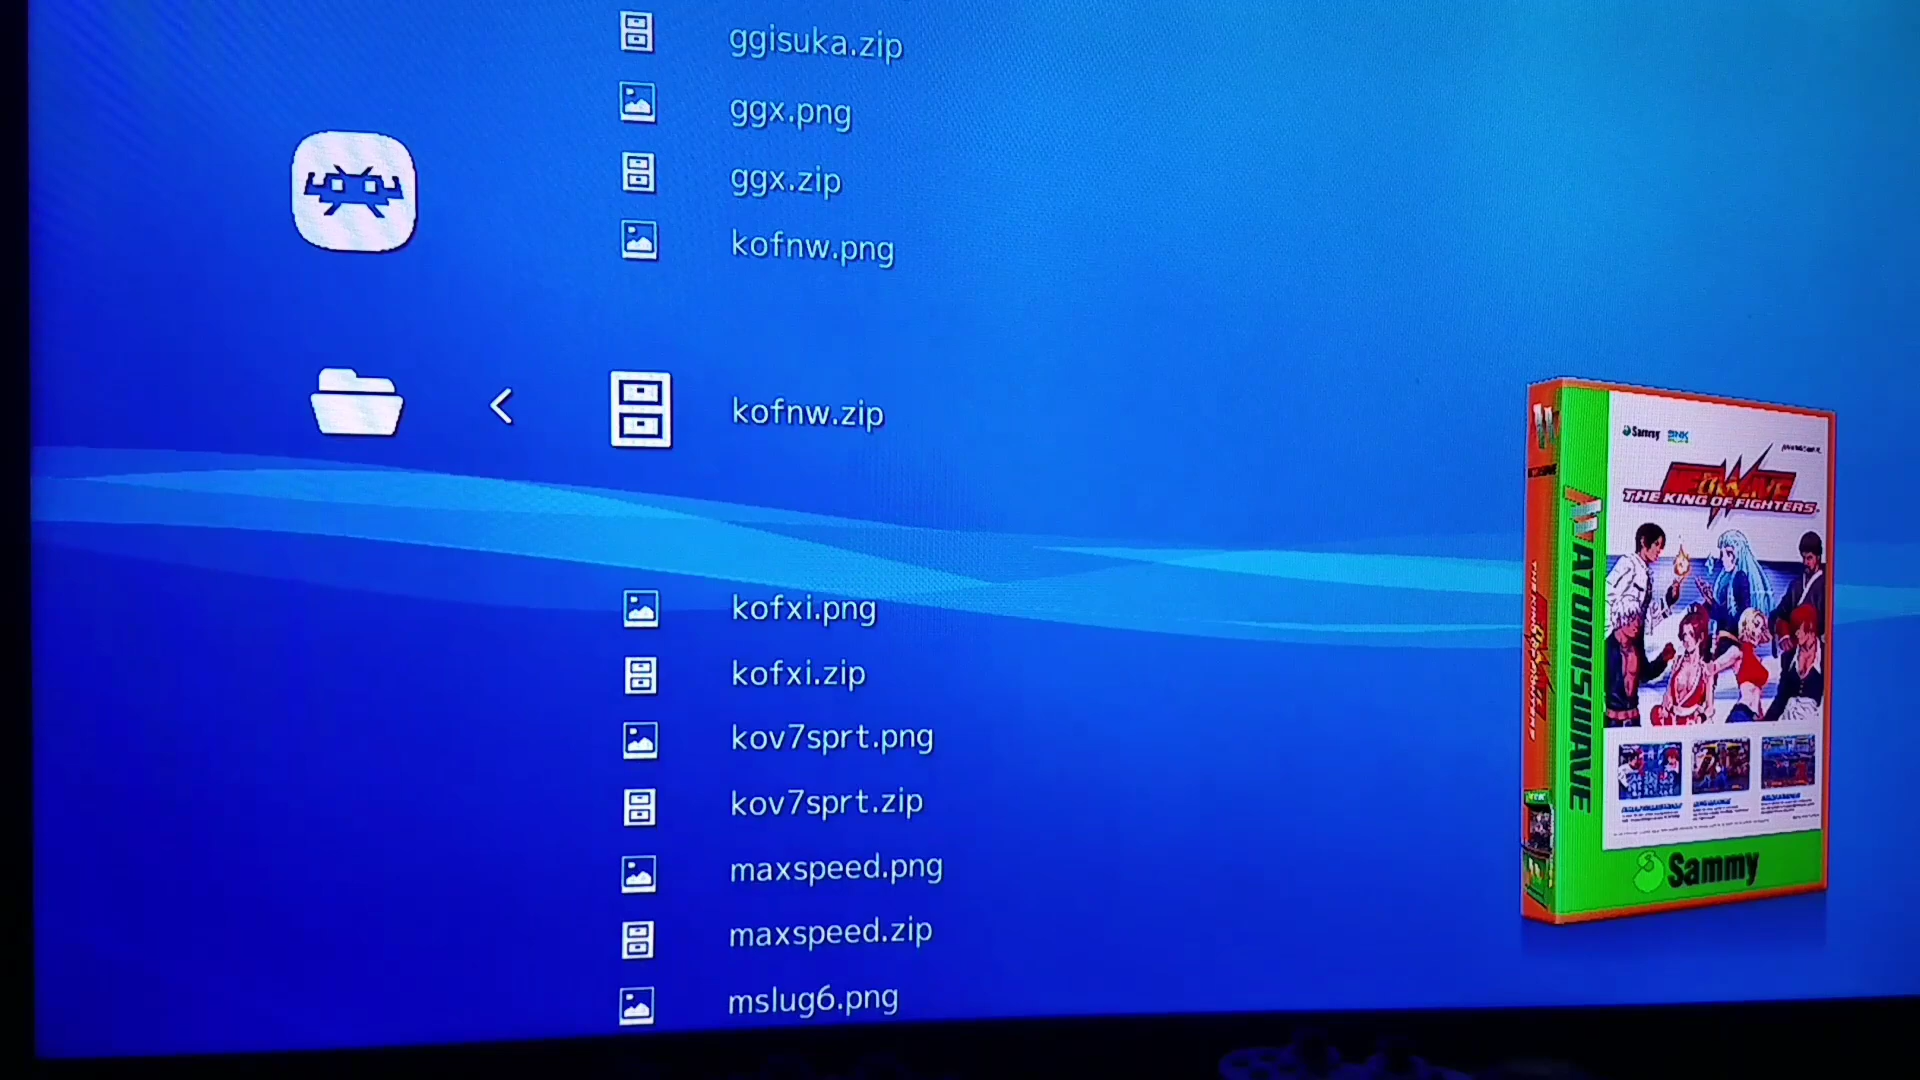 ggisuka.zip
ggx.png
ggx.zip
kofnw.png
kofnw.zip
kofxi.png
kofxi.zip
kov7sprt.png
kov7sprt.zip
maxspeed.png
maxspeed.zip
mslug6.png
Sammy
NEOWAVE
THE KING OF FIGHTERS
ATOMISWAVE
Sammy